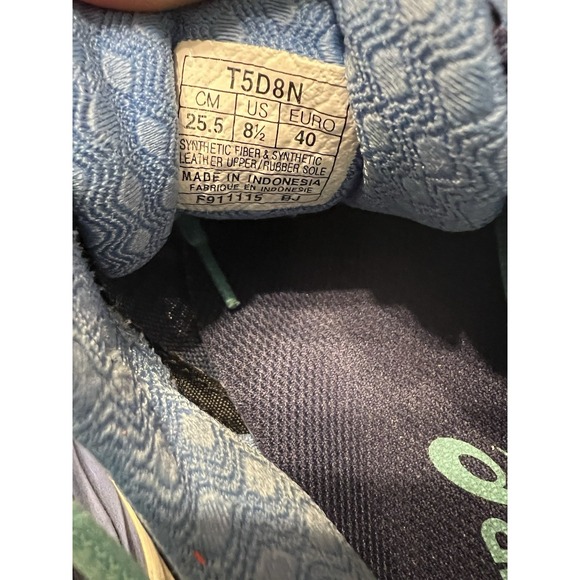 T5D8N
CM US EURO
25.5 8½ 40
SYNTHETIC FIBER & SYNTHETIC
LEATHER UPPER/RUBBER SOLE
MADE IN INDONESIA
FABRIQUE EN INDONESIE
F911115 BJ